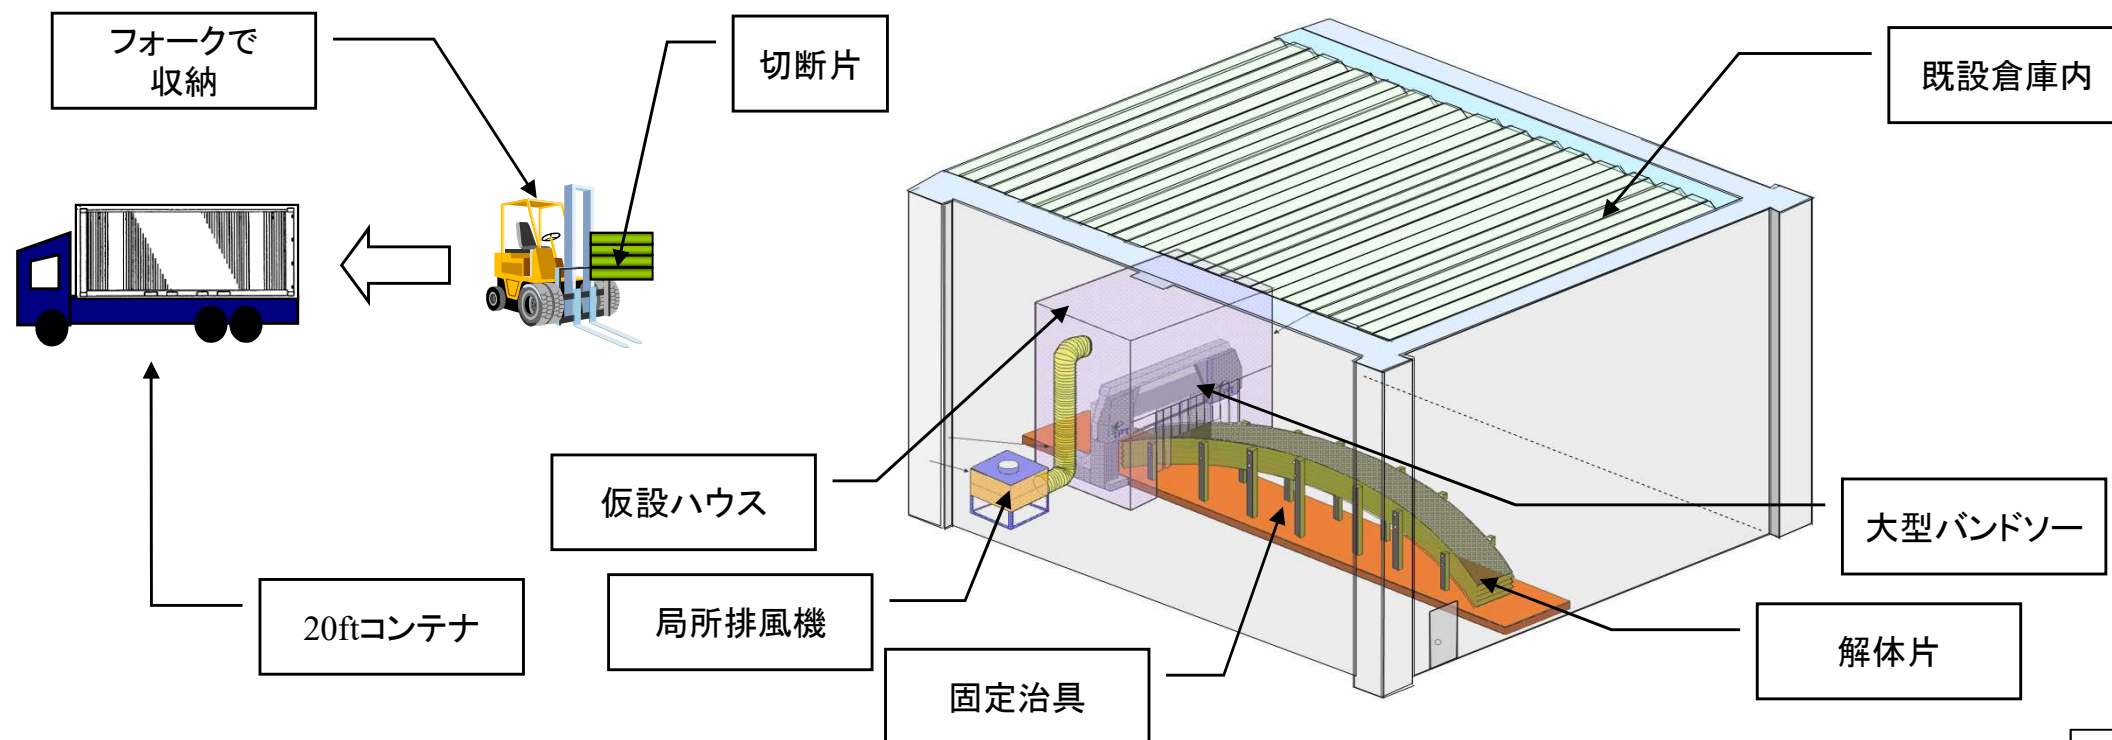 フォークで
収納
切断片
既設倉庫内
仮設ハウス
大型バンドソー
20ftコンテナ
局所排風機
解体片
固定治具